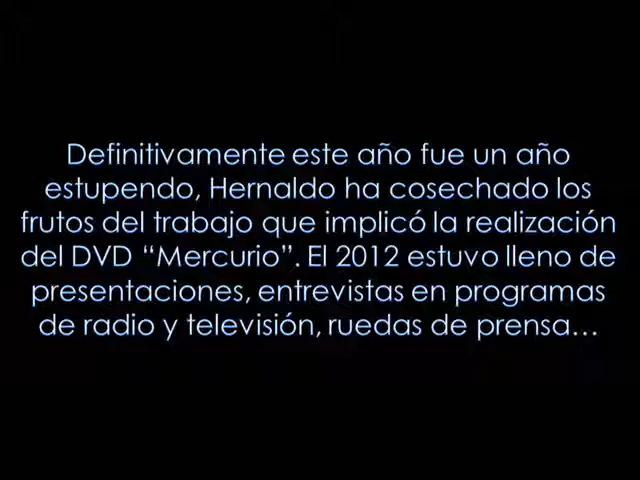 Definitivamente este año fue un año
estupendo, Hernaldo ha cosechado los
frutos del trabajo que implicó la realización
del DVD “Mercurio”. El 2012 estuvo lleno de
presentaciones, entrevistas en programas
de radio y televisión, ruedas de prensa…